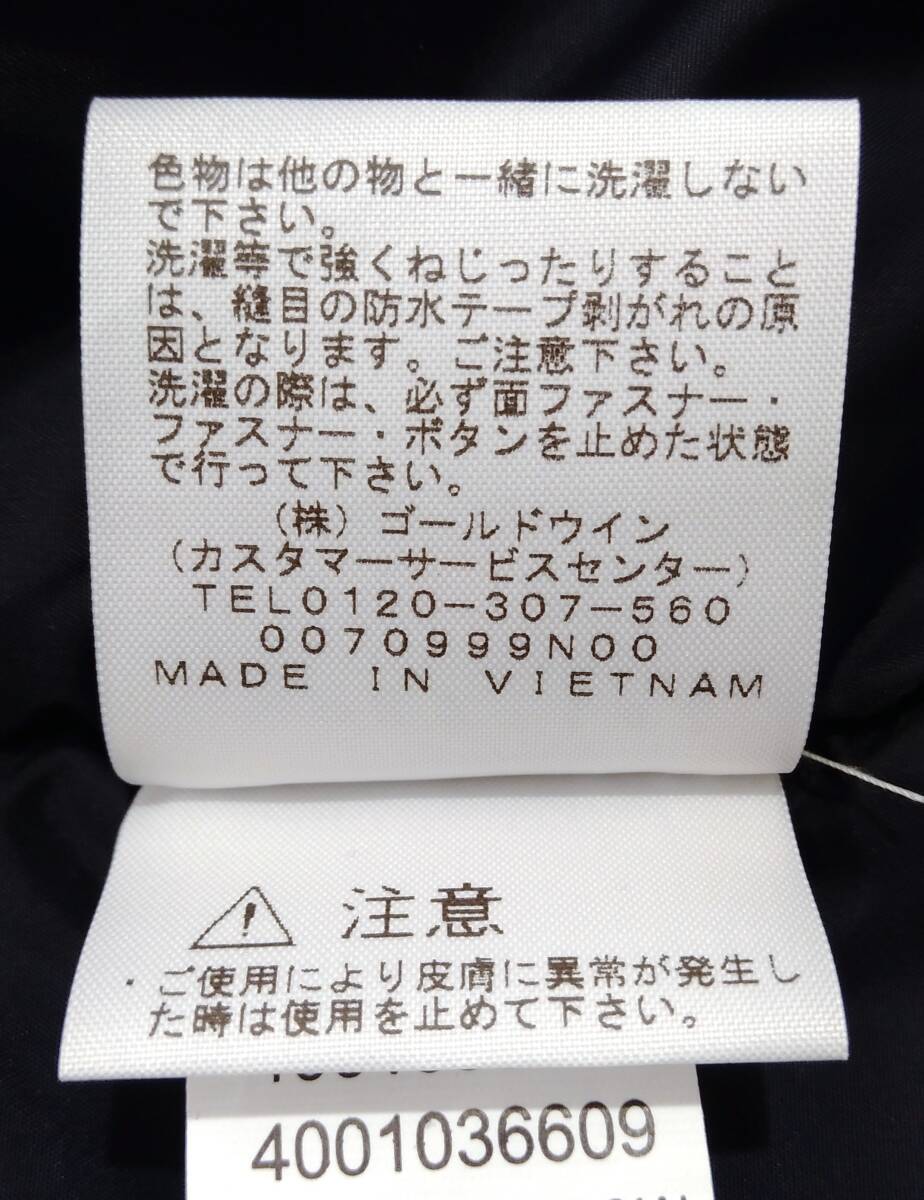 色物は他の物と一緒に洗濯しない
で下さい。
洗濯等で強くねじったりすること
は、縫目の防水テープ剥がれの原
因となります。ご注意下さい。
洗濯の際は、必ず面ファスナー・
ファスナー・ボタンを止めた状態
で行って下さい。
（株）ゴールドウイン
（カスタマーサービスセンター）
TEL0120-307-560
0070999N00
MADE IN VIETNAM
注意
・ご使用により皮膚に異常が発生し
た時は使用を止めて下さい。
4001036609